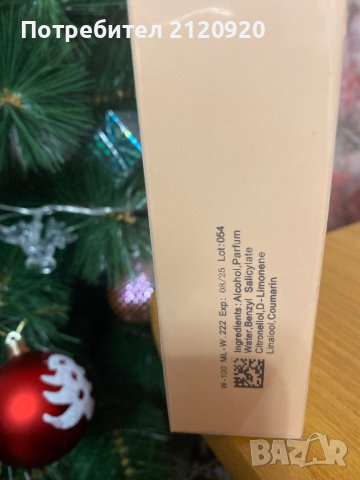 Потребител 2120920
W-100 ML-W. 222 Exp: 08/25 Lot:054
Ingredients:Alcohol,Parfum
Water,Benzyl Salicylate
Citronellol,D-Limonene
Linalool,Coumarin
BAZAR